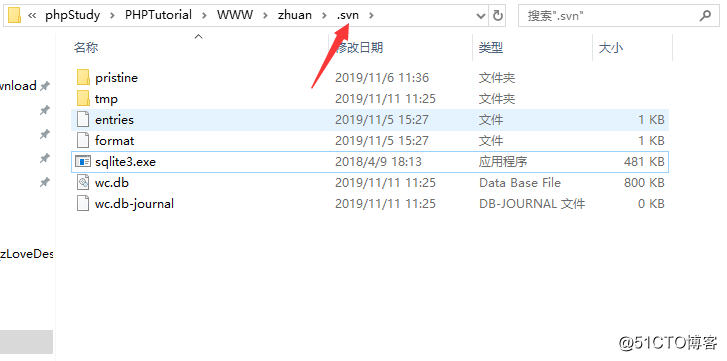 « phpStudy › PHPTutorial › WWW › zhuan › .svn ›
搜索".svn"
名称 修改日期 类型 大小
pristine 2019/11/6 11:36 文件夹
wnload tmp 2019/11/11 11:25 文件夹
entries 2019/11/5 15:27 文件 1 KB
format 2019/11/5 15:27 文件 1 KB
sqlite3.exe 2018/4/9 18:13 应用程序 481 KB
wc.db 2019/11/11 11:25 Data Base File 800 KB
wc.db-journal 2019/11/11 11:25 DB-JOURNAL 文件 0 KB
zLoveDes
@51CTO博客